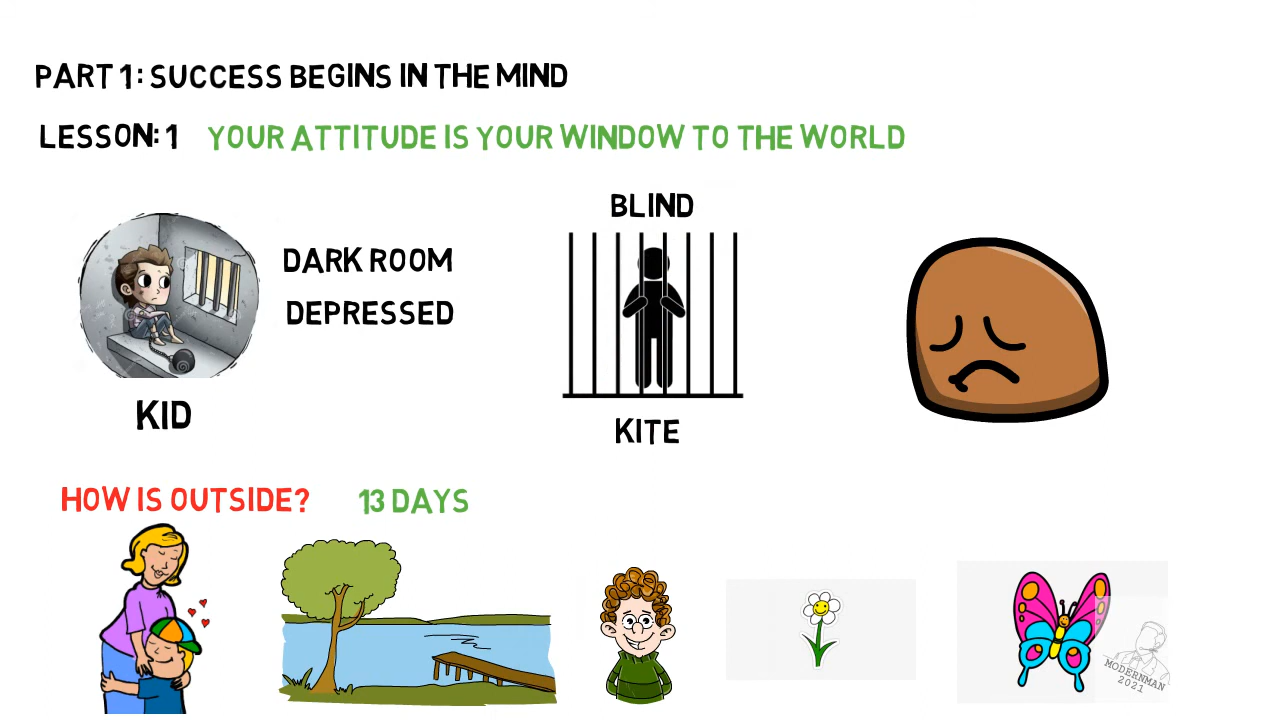 PART 1: SUCCESS BEGINS IN THE MIND
LESSON: 1 YOUR ATTITUDE IS YOUR WINDOW TO THE WORLD
BLIND
DARK ROOM
DEPRESSED
KID
KITE
HOW IS OUTSIDE? 13 DAYS
MODERNMAN
2021